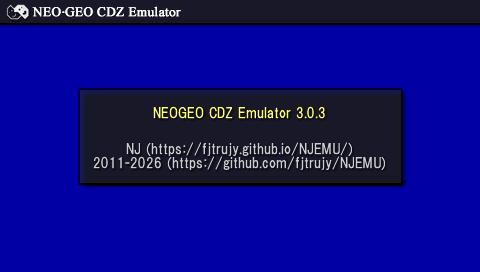 NEO·GEO CDZ Emulator
NEOGEO CDZ Emulator 3.0.3
NJ (https://fjtrujy.github.io/NJEMU/)
2011-2026 (https://github.com/fjtrujy/NJEMU)